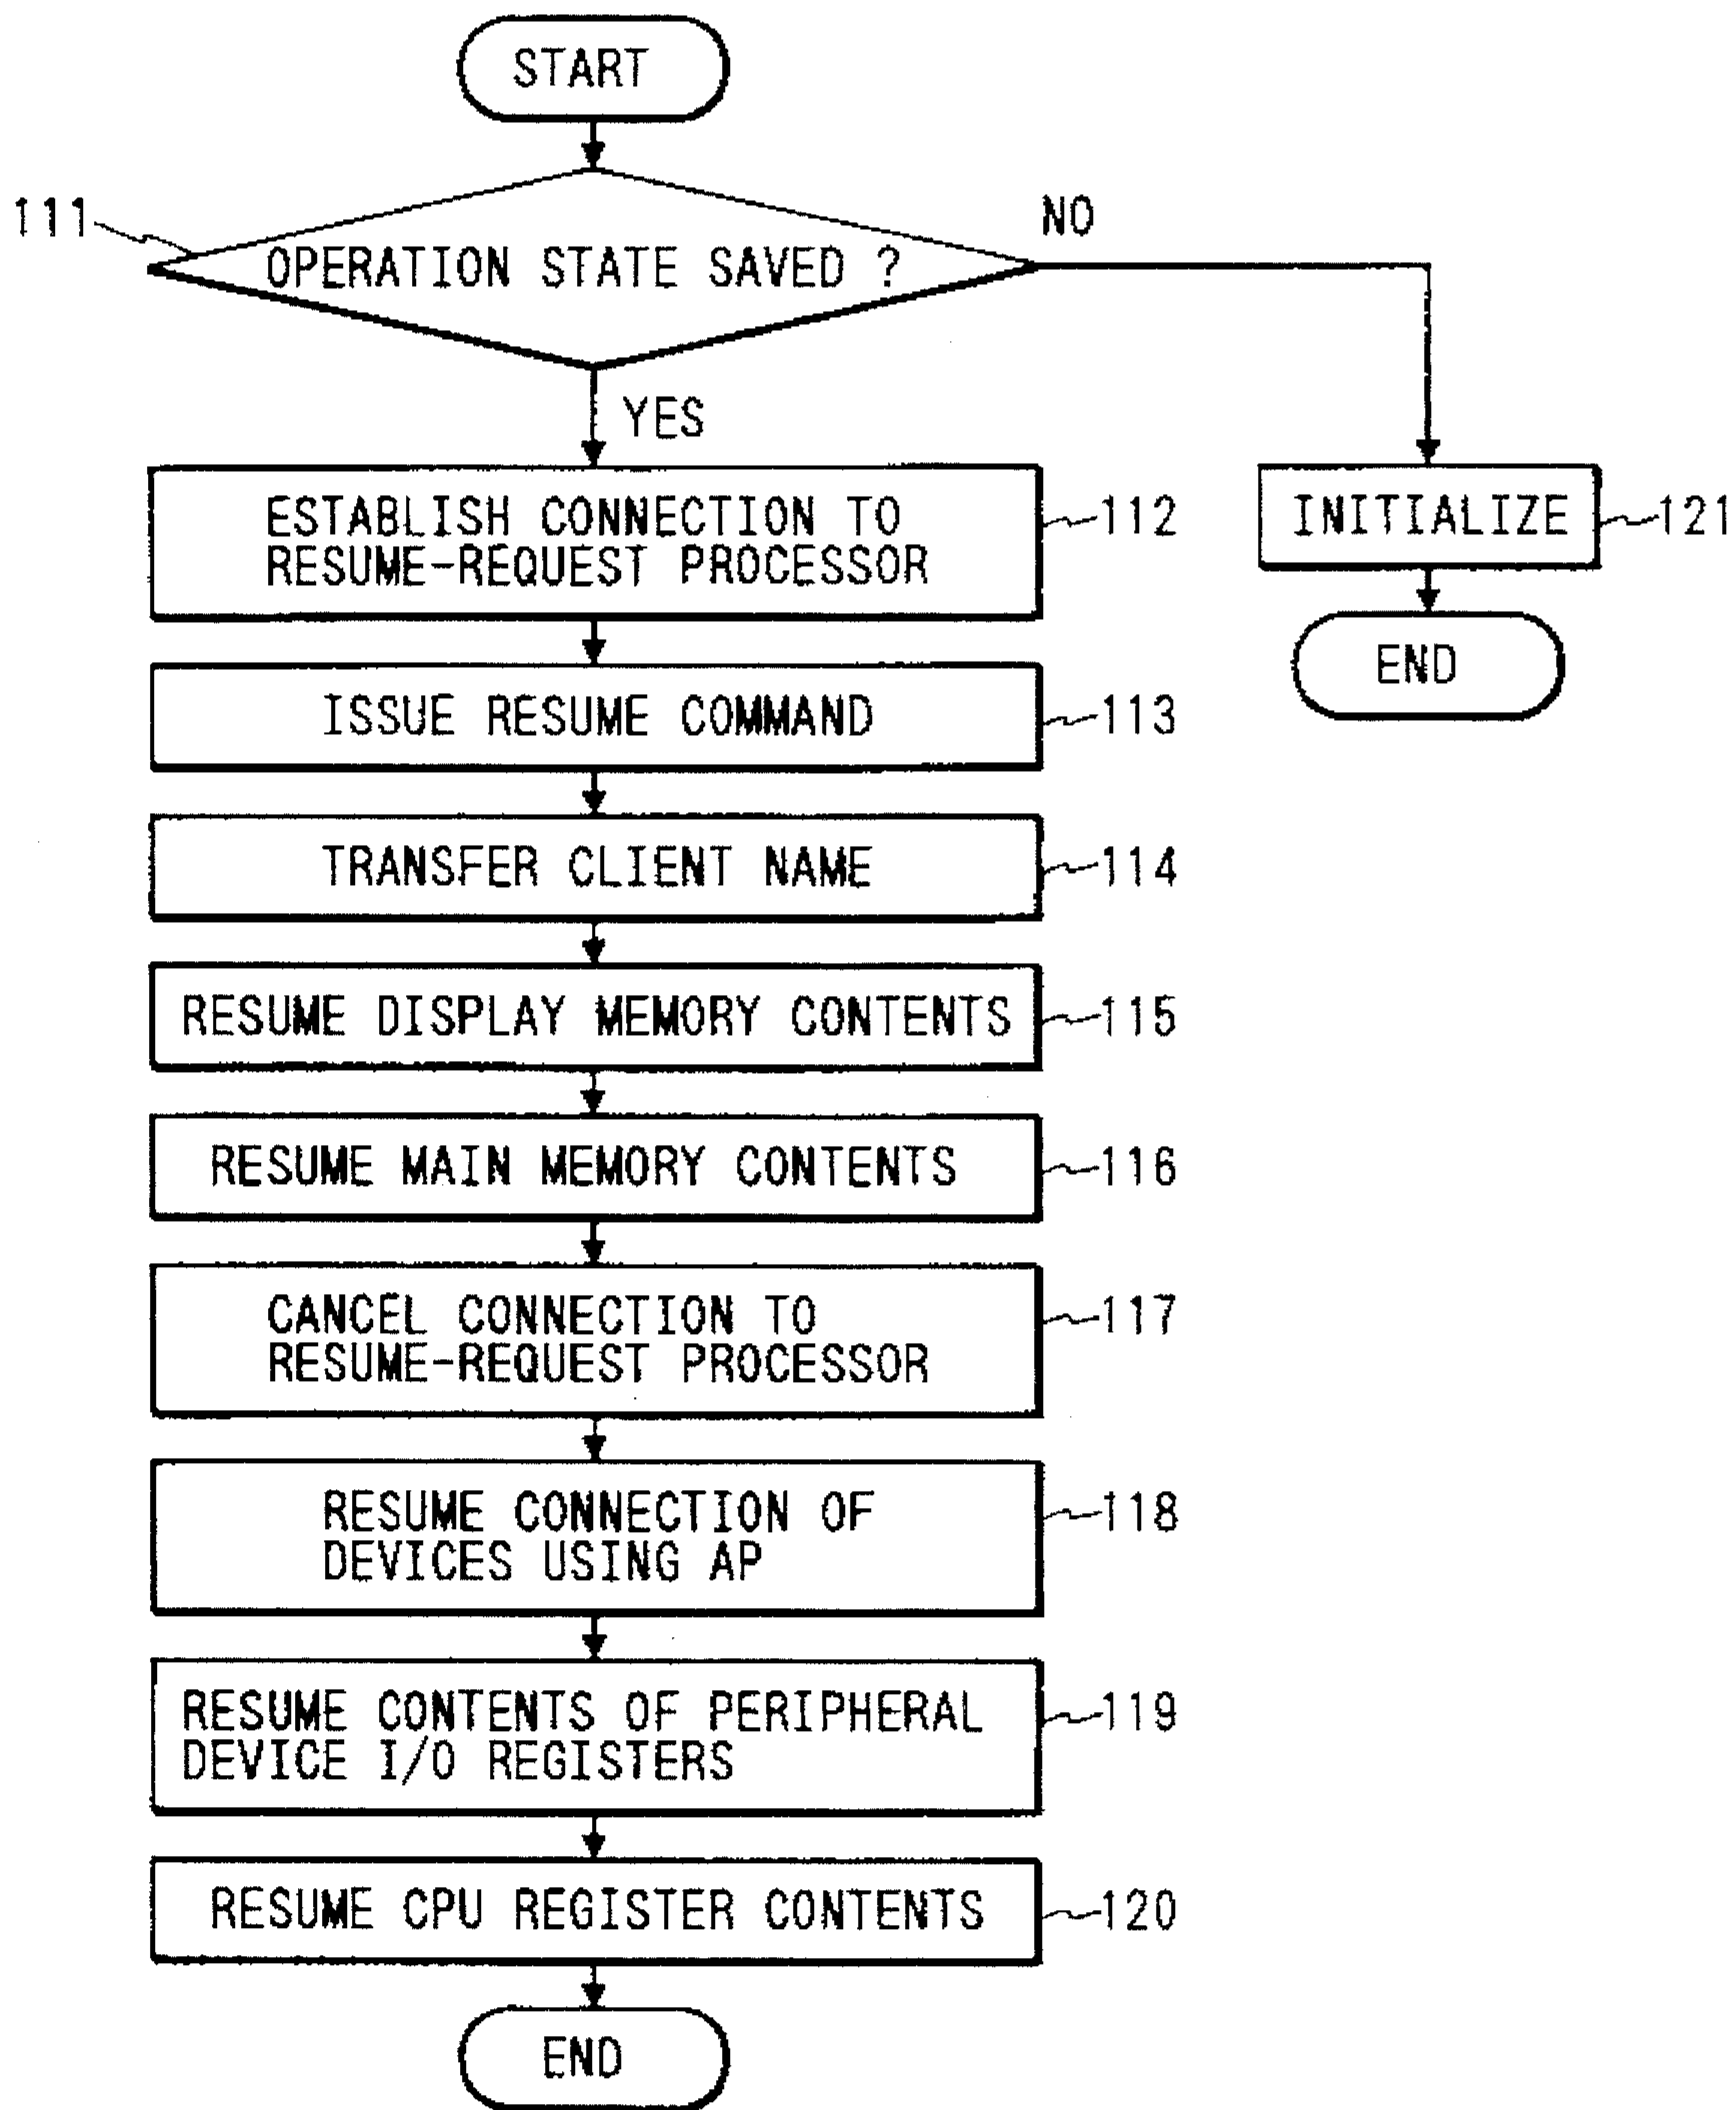 START
111
OPERATION STATE SAVED ?
NO
YES
ESTABLISH CONNECTION TO
RESUME-REQUEST PROCESSOR
112
INITIALIZE
121
END
ISSUE RESUME COMMAND
113
TRANSFER CLIENT NAME
114
RESUME DISPLAY MEMORY CONTENTS
115
RESUME MAIN MEMORY CONTENTS
116
CANCEL CONNECTION TO
RESUME-REQUEST PROCESSOR
117
RESUME CONNECTION OF
DEVICES USING AP
118
RESUME CONTENTS OF PERIPHERAL
DEVICE I/O REGISTERS
119
RESUME CPU REGISTER CONTENTS
120
END